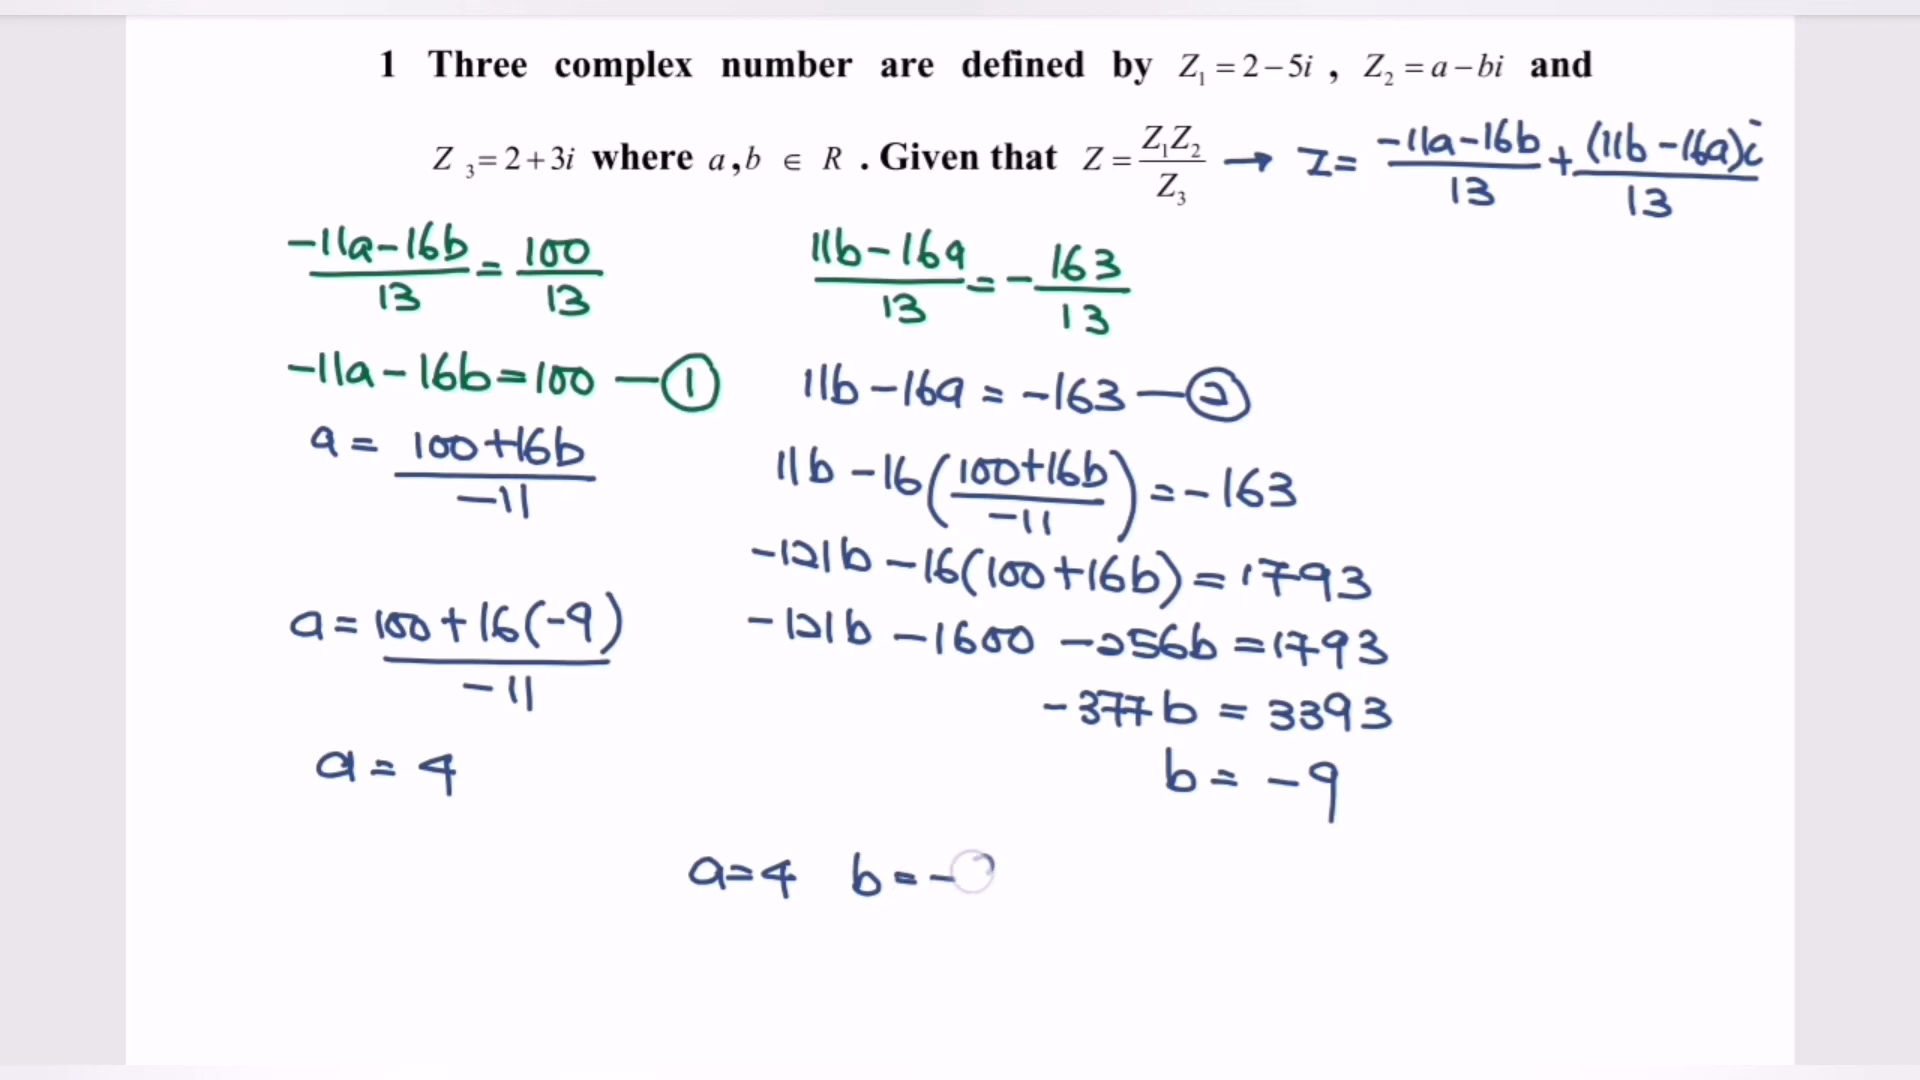 1 Three complex number are defined by Z₁ = 2 − 5i , Z₂ = a − bi and
Z ₃ = 2 + 3i where a , b ∈ R . Given that Z = Z₁Z₂/Z₃ → Z = (-11a-16b)/13 + (11b-16a)i/13
(-11a-16b)/13 = 100/13
(11b-16a)/13 = -163/13
-11a-16b=100 — ①
11b-16a = -163 — ②
a = (100+16b)/-11
11b - 16((100+16b)/-11) = -163
-121b - 16(100+16b) = 1793
a = (100+16(-9))/-11
-121b - 1600 - 256b = 1793
-377b = 3393
a = 4
b = -9
a=4 b=-